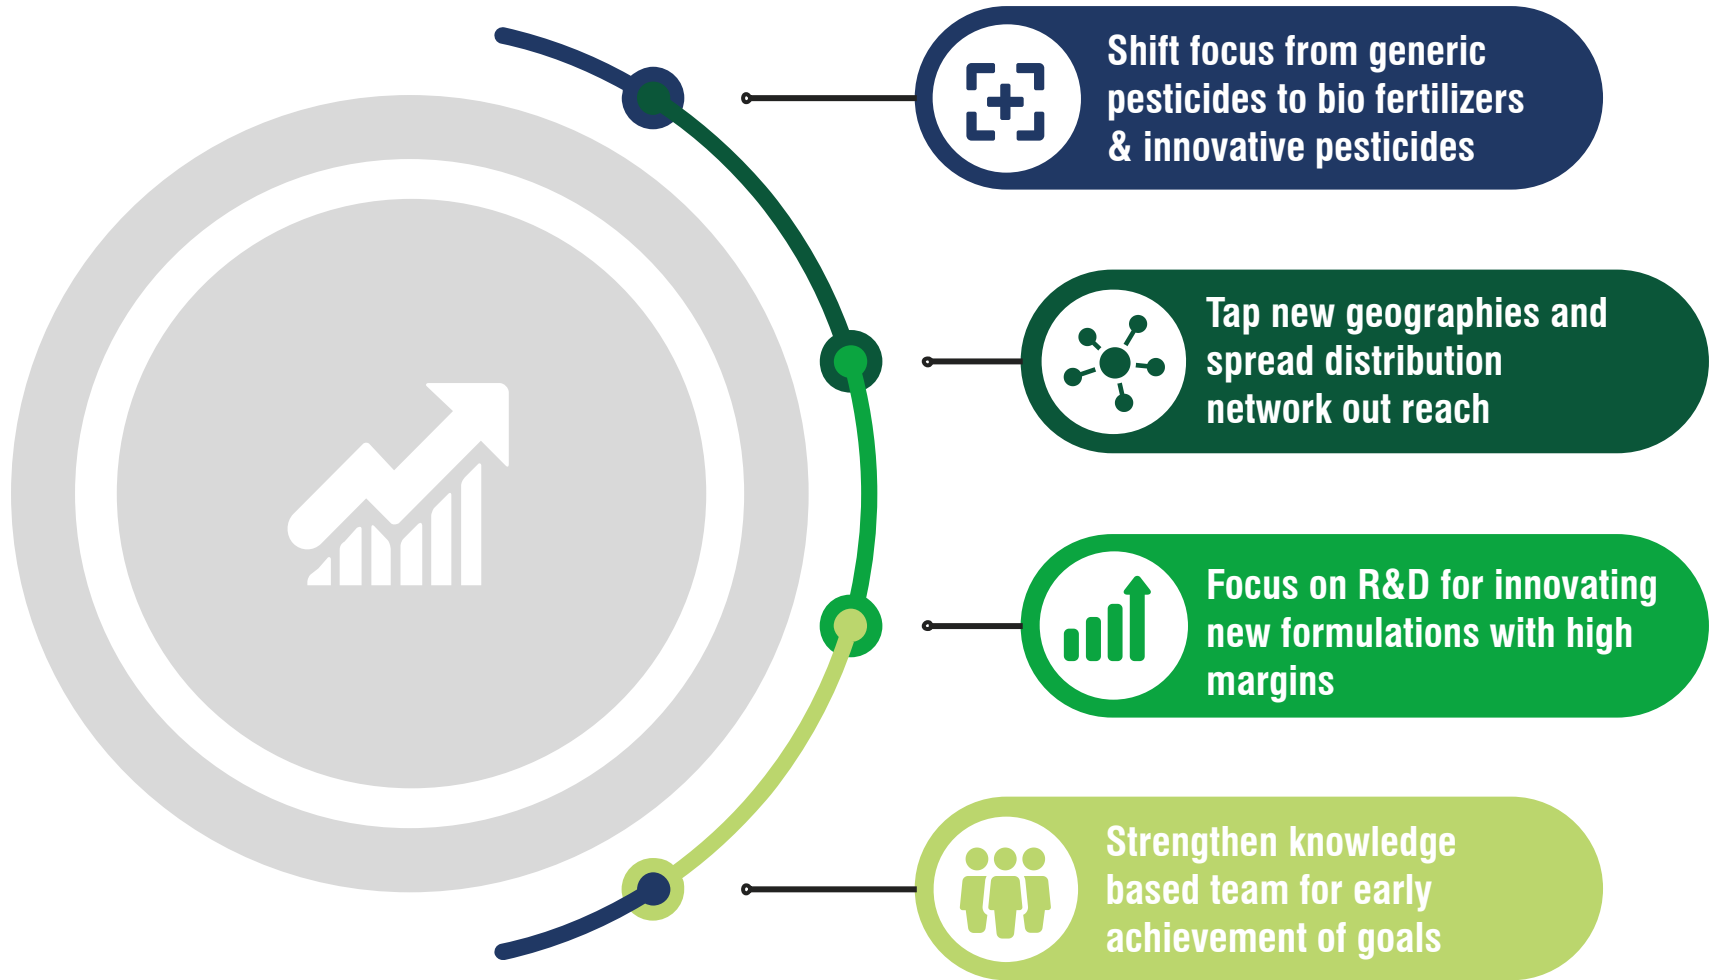 Shift focus from generic
pesticides to bio fertilizers
& innovative pesticides
Tap new geographies and
spread distribution
network out reach
Focus on R&D for innovating
new formulations with high
margins
Strengthen knowledge
based team for early
achievement of goals